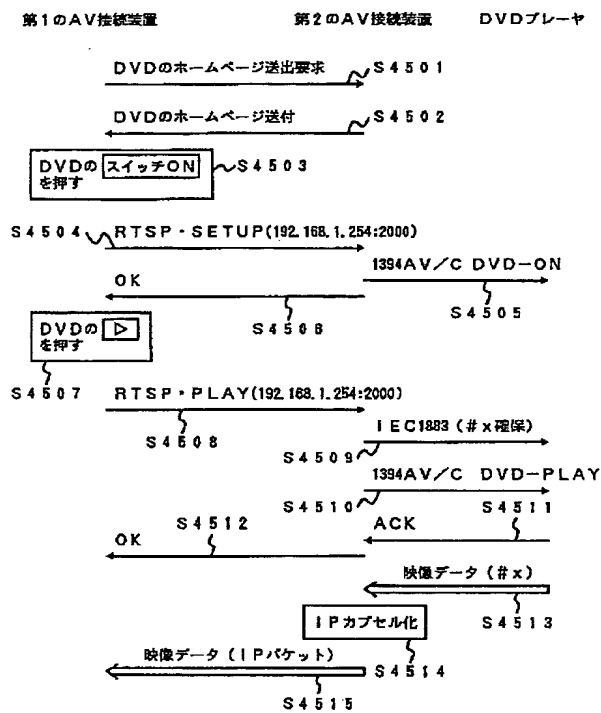 第1のAV接続装置 第2のAV接続装置 DVDプレーヤ
DVDのホームページ送出要求
S4501
DVDのホームページ送付
S4502
DVDの スイッチON
を押す
S4503
S4504 RTSP・SETUP(192.168.1.254:2000)
1394AV/C DVD-ON
OK
S4505
S4506
DVDの ▷
を押す
S4507 RTSP・PLAY(192.168.1.254:2000)
S4508
IEC1883(#x確保)
S4509
1394AV/C DVD-PLAY
S4510 S4511
S4512
OK ACK
映像データ(#x)
S4513
IPカプセル化
映像データ(IPパケット) S4514
S4515